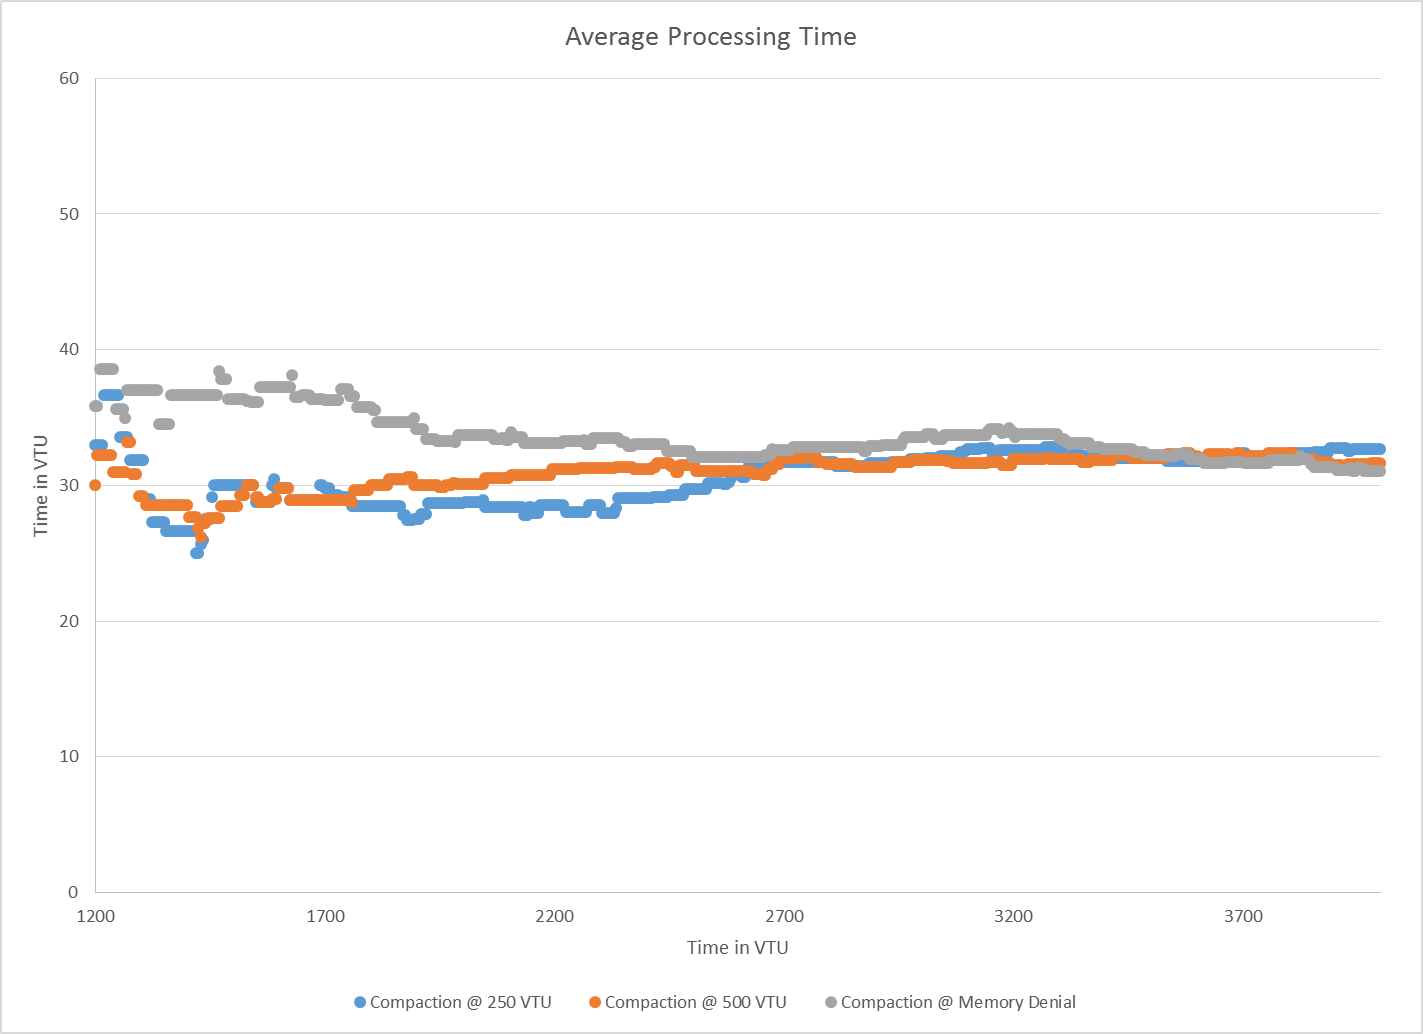 Average Processing Time
60
50
40
30
20
10
0
Time in VTU
1200 1700 2200 2700 3200 3700
Time in VTU
Compaction @ 250 VTU Compaction @ 500 VTU Compaction @ Memory Denial